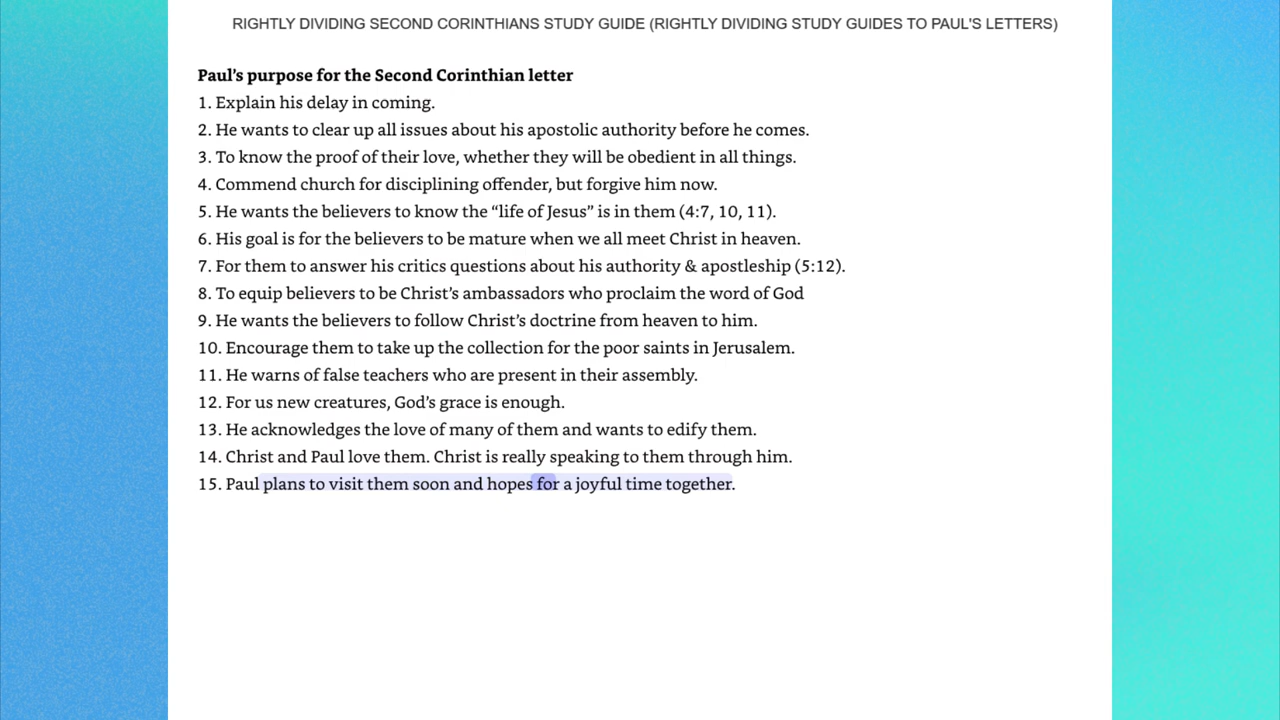 RIGHTLY DIVIDING SECOND CORINTHIANS STUDY GUIDE (RIGHTLY DIVIDING STUDY GUIDES TO PAUL'S LETTERS)
Paul’s purpose for the Second Corinthian letter
1. Explain his delay in coming.
2. He wants to clear up all issues about his apostolic authority before he comes.
3. To know the proof of their love, whether they will be obedient in all things.
4. Commend church for disciplining offender, but forgive him now.
5. He wants the believers to know the “life of Jesus” is in them (4:7, 10, 11).
6. His goal is for the believers to be mature when we all meet Christ in heaven.
7. For them to answer his critics questions about his authority & apostleship (5:12).
8. To equip believers to be Christ’s ambassadors who proclaim the word of God
9. He wants the believers to follow Christ’s doctrine from heaven to him.
10. Encourage them to take up the collection for the poor saints in Jerusalem.
11. He warns of false teachers who are present in their assembly.
12. For us new creatures, God’s grace is enough.
13. He acknowledges the love of many of them and wants to edify them.
14. Christ and Paul love them. Christ is really speaking to them through him.
15. Paul plans to visit them soon and hopes for a joyful time together.